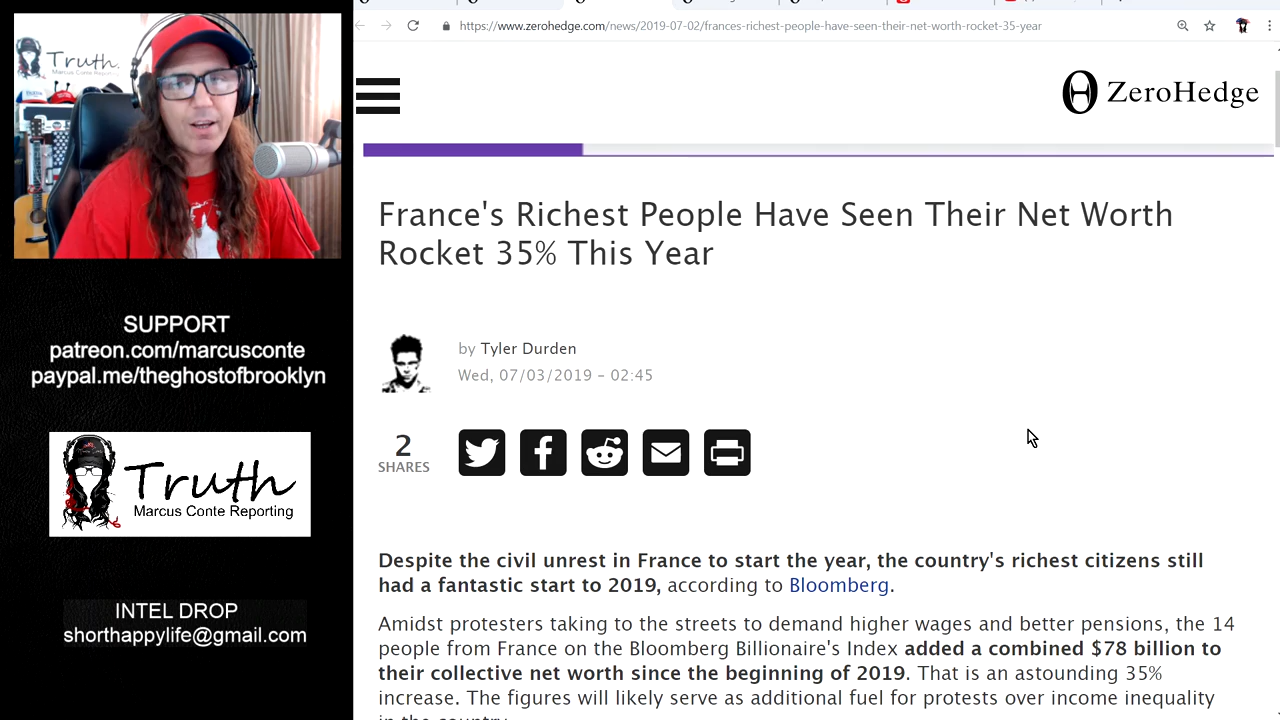 Truth.
Marcus Conte Reporting
SUPPORT
patreon.com/marcusconte
paypal.me/theghostofbrooklyn
Truth
Marcus Conte Reporting
INTEL DROP
shorthappylife@gmail.com
https://www.zerohedge.com/news/2019-07-02/frances-richest-people-have-seen-their-net-worth-rocket-35-year
ZeroHedge
France's Richest People Have Seen Their Net Worth
Rocket 35% This Year
by Tyler Durden
Wed, 07/03/2019 - 02:45
2
SHARES
Despite the civil unrest in France to start the year, the country's richest citizens still
had a fantastic start to 2019, according to Bloomberg.
Amidst protesters taking to the streets to demand higher wages and better pensions, the 14
people from France on the Bloomberg Billionaire's Index added a combined $78 billion to
their collective net worth since the beginning of 2019. That is an astounding 35%
increase. The figures will likely serve as additional fuel for protests over income inequality
in the country.